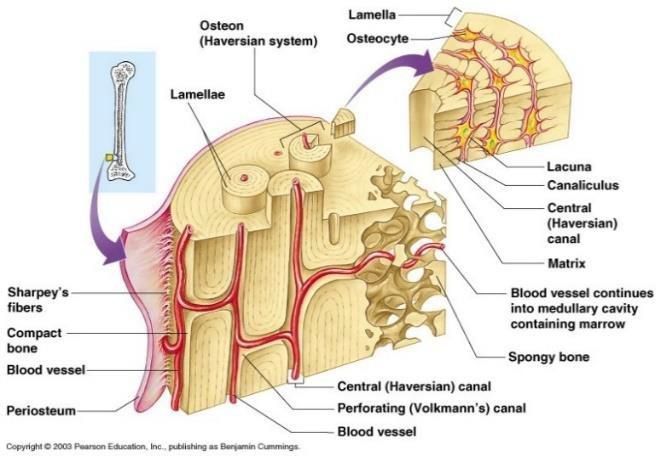 Osteon
(Haversian system)
Lamellae
Lamella
Osteocyte
Lacuna
Canaliculus
Central
(Haversian)
canal
Matrix
Blood vessel continues
into medullary cavity
containing marrow
Spongy bone
Sharpey's
fibers
Compact
bone
Blood vessel
Periosteum
Central (Haversian) canal
Perforating (Volkmann's) canal
Blood vessel
Copyright © 2003 Pearson Education, Inc., publishing as Benjamin Cummings.